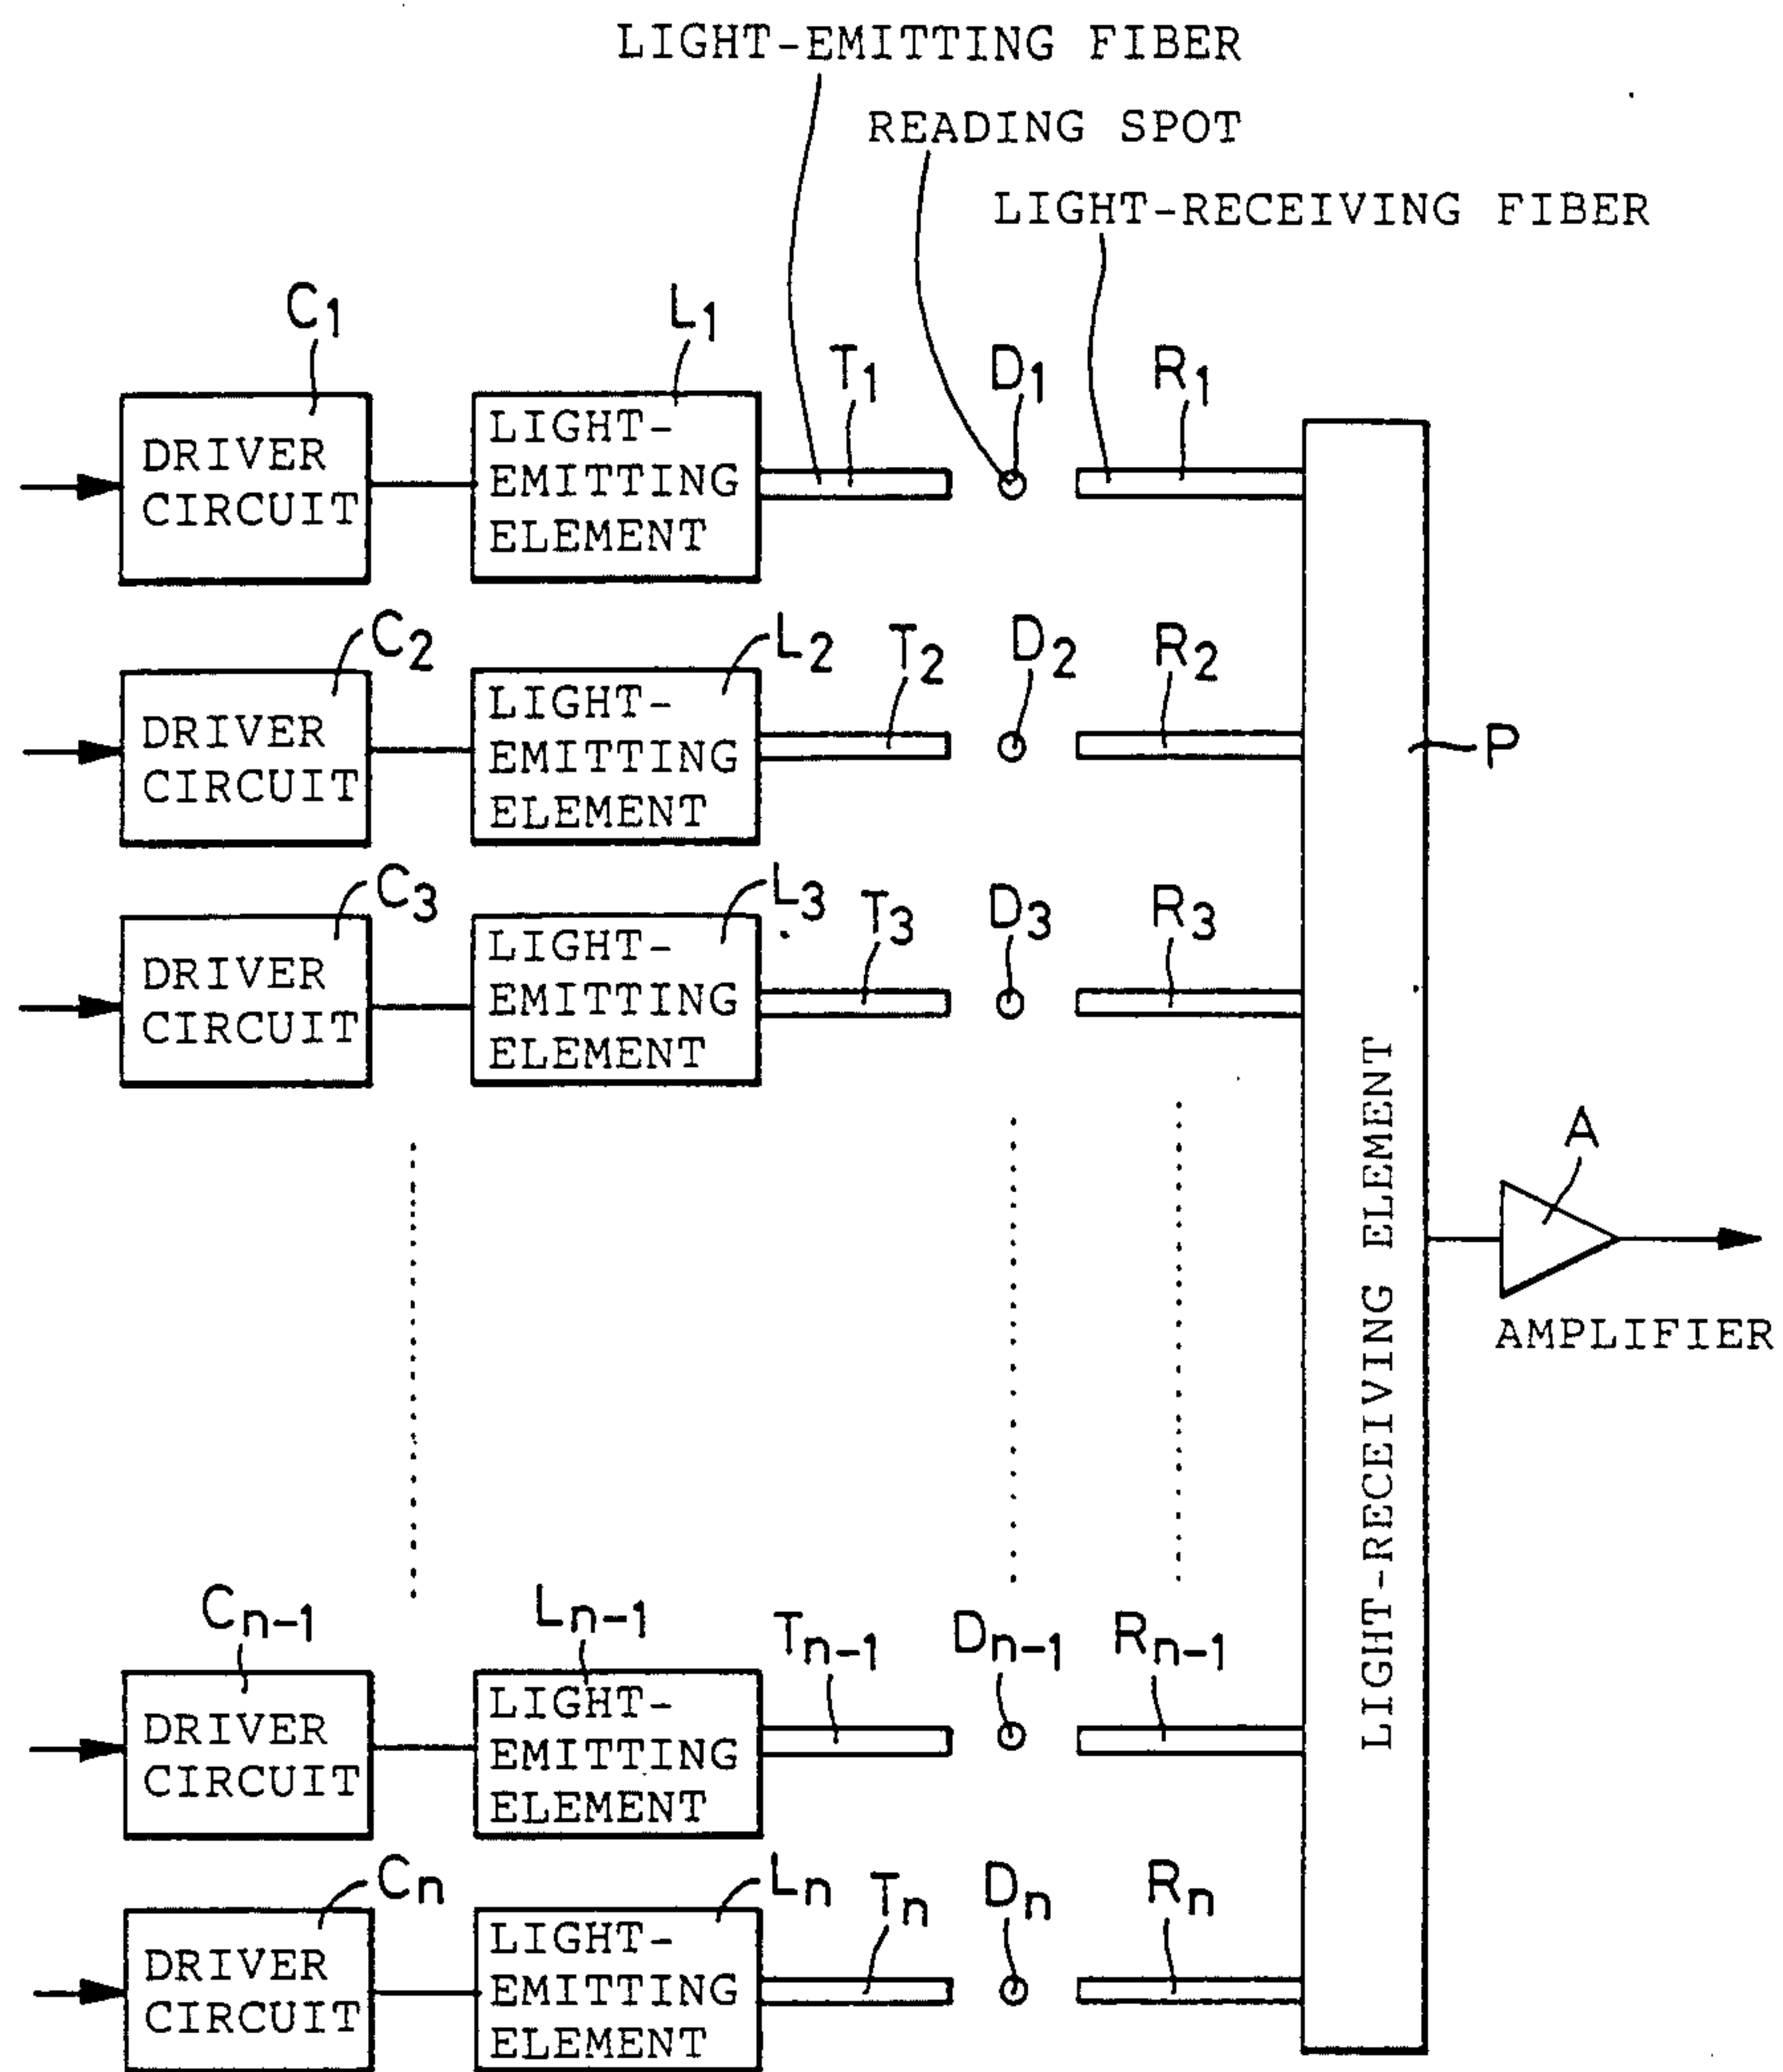 LIGHT-EMITTING FIBER
READING SPOT
LIGHT-RECEIVING FIBER
C1
L1
T1
D1
R1
DRIVER
CIRCUIT
LIGHT-
EMITTING
ELEMENT
C2
L2
T2
D2
R2
DRIVER
CIRCUIT
LIGHT-
EMITTING
ELEMENT
P
C3
L3
T3
D3
R3
DRIVER
CIRCUIT
LIGHT-
EMITTING
ELEMENT
LIGHT-RECEIVING ELEMENT
A
AMPLIFIER
Cn-1
Ln-1
Tn-1
Dn-1
Rn-1
DRIVER
CIRCUIT
LIGHT-
EMITTING
ELEMENT
Cn
Ln
Tn
Dn
Rn
DRIVER
CIRCUIT
LIGHT-
EMITTING
ELEMENT